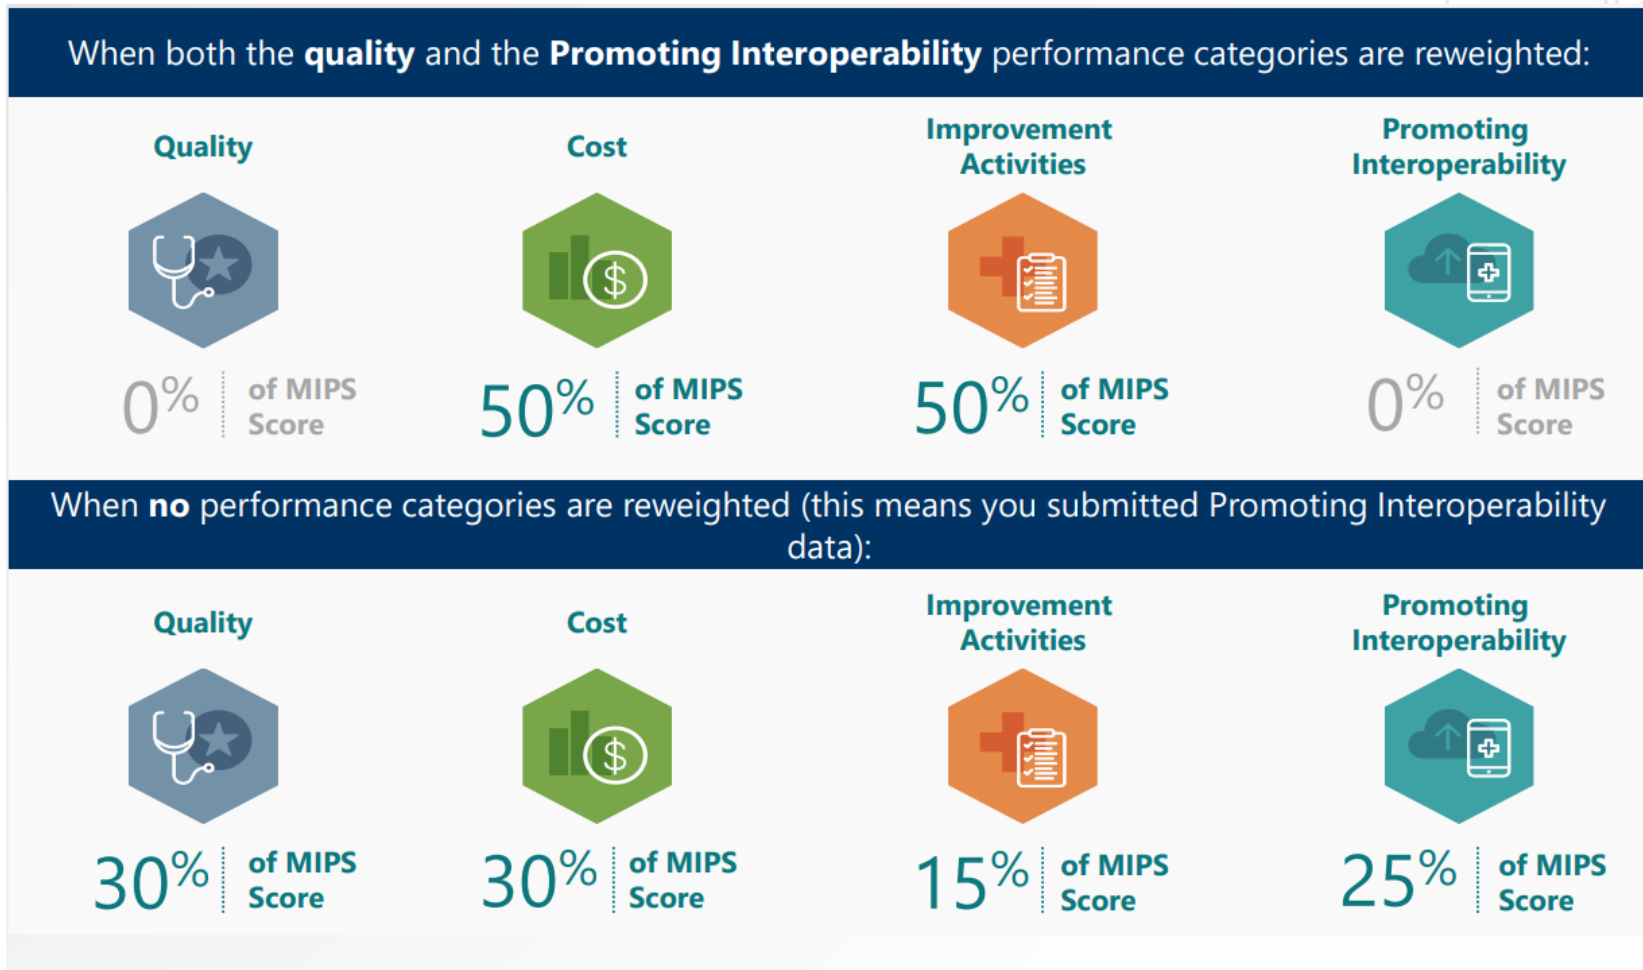 When both the quality and the Promoting Interoperability performance categories are reweighted:
Quality
Cost
Improvement
Activities
Promoting
Interoperability
$
0% of MIPS
Score
50% of MIPS
Score
50% of MIPS
Score
0% of MIPS
Score
When no performance categories are reweighted (this means you submitted Promoting Interoperability
data):
Quality
Cost
Improvement
Activities
Promoting
Interoperability
$
30% of MIPS
Score
30% of MIPS
Score
15% of MIPS
Score
25% of MIPS
Score